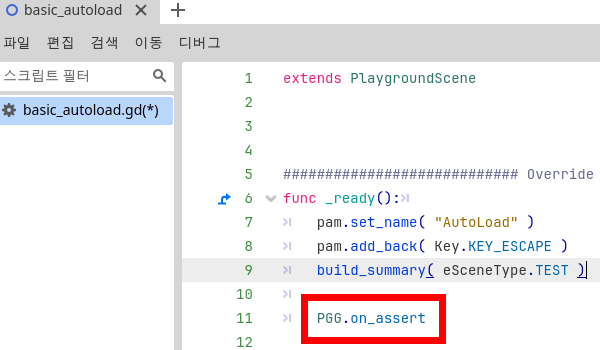 basic_autoload
파일 편집 검색 이동 디버그
스크립트 필터
basic_autoload.gd(*)
1 extends PlaygroundScene
2
3
4
5 ############################ Override
6 func _ready():
7 pam.set_name( "AutoLoad" )
8 pam.add_back( Key.KEY_ESCAPE )
9 build_summary( eSceneType.TEST )
10
11 PGG.on_assert
12